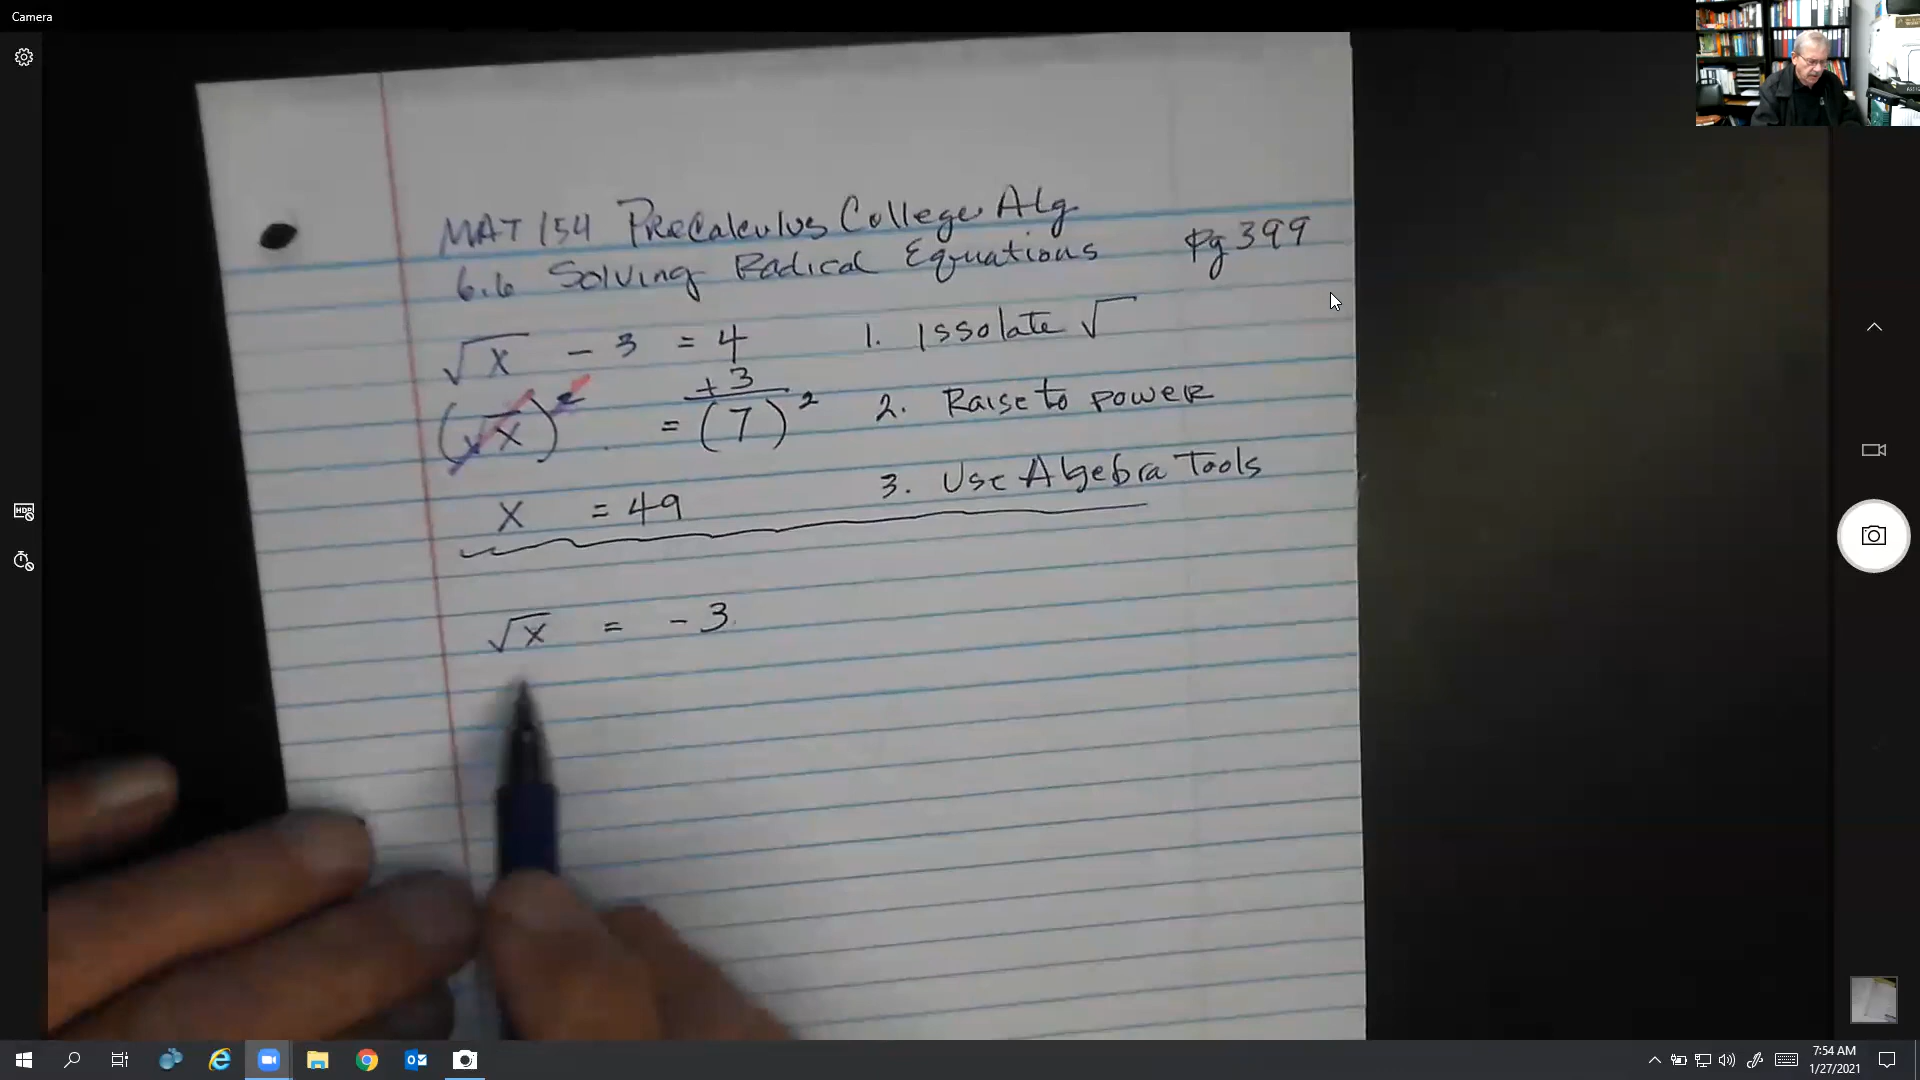 Camera
MAT 154 PreCalculus College Alg
6.6 Solving Radical Equations pg 399
√x - 3 = 4 1. Issolate √
+3
(√x)² = (7)² 2. Raise to power
x = 49 3. Use Algebra Tools
√x = -3
7:54 AM
1/27/2021